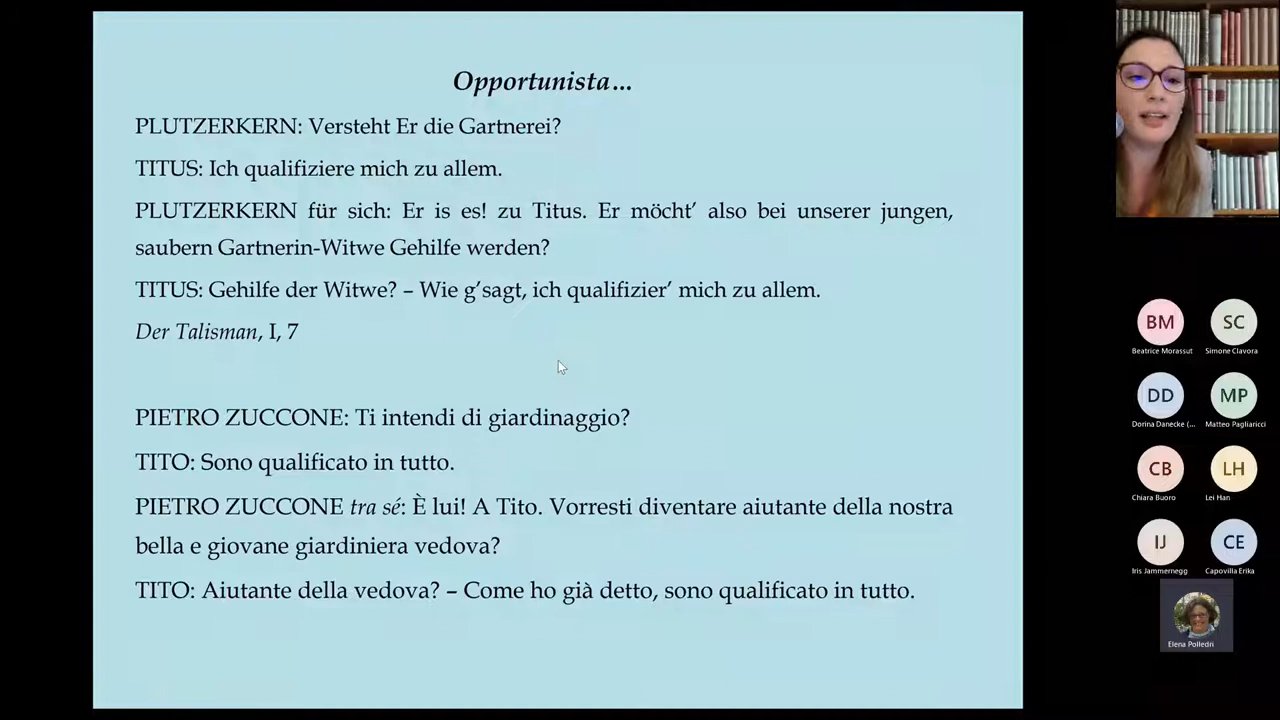 Opportunista...
PLUTZERKERN: Versteht Er die Gartnerei?
TITUS: Ich qualifiziere mich zu allem.
PLUTZERKERN für sich: Er is es! zu Titus. Er möcht’ also bei unserer jungen,
saubern Gartnerin-Witwe Gehilfe werden?
TITUS: Gehilfe der Witwe? – Wie g’sagt, ich qualifizier’ mich zu allem.
Der Talisman, I, 7
PIETRO ZUCCONE: Ti intendi di giardinaggio?
TITO: Sono qualificato in tutto.
PIETRO ZUCCONE tra sé: È lui! A Tito. Vorresti diventare aiutante della nostra
bella e giovane giardiniera vedova?
TITO: Aiutante della vedova? – Come ho già detto, sono qualificato in tutto.
BM
SC
Beatrice Morassut
Simone Clavora
DD
MP
Dorina Danecke (...
Matteo Pagliaricci
CB
LH
Chiara Buoro
Lei Han
IJ
CE
Iris Jammernegg
Capovilla Erika
Elena Polledri